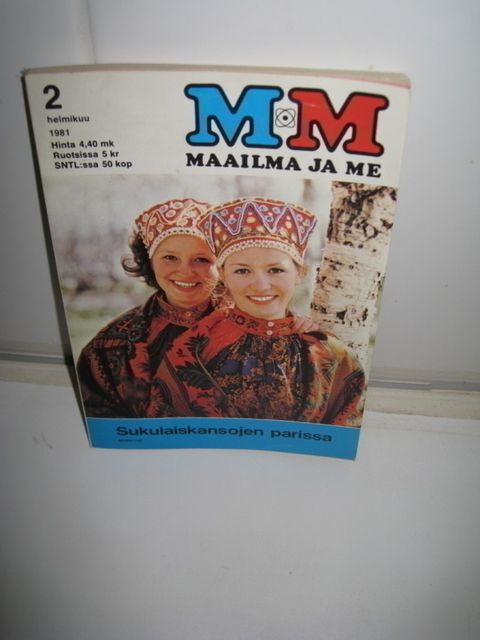 2
helmikuu
1981
Hinta 4,40 mk
Ruotsissa 5 kr
SNTL:ssa 50 kop
M M
MAAILMA JA ME
Sukulaiskansojen parissa